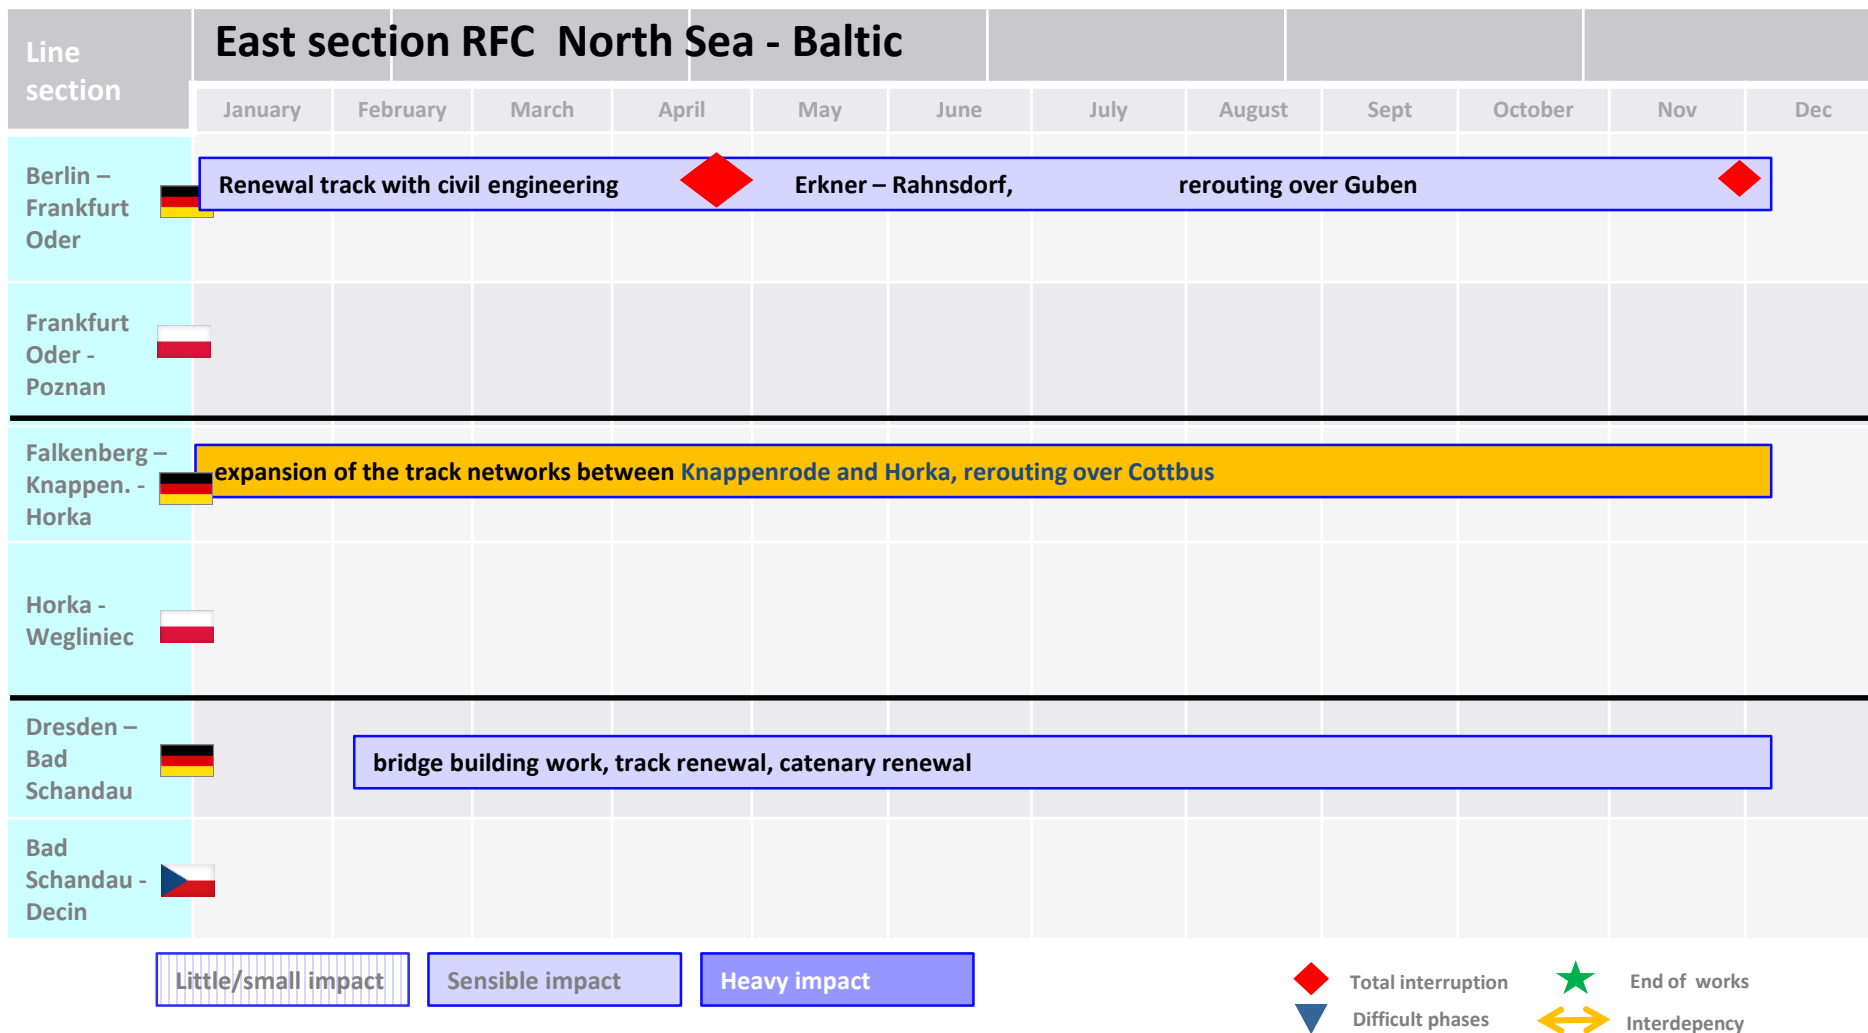 Line
section
East section RFC  North Sea - Baltic
January February March April May June July August Sept October Nov Dec
Berlin –
Frankfurt
Oder
Renewal track with civil engineering Erkner – Rahnsdorf, rerouting over Guben
Frankfurt
Oder -
Poznan
Falkenberg –
Knappen. -
Horka
expansion of the track networks between Knappenrode and Horka, rerouting over Cottbus
Horka -
Wegliniec
Dresden –
Bad
Schandau
bridge building work, track renewal, catenary renewal
Bad
Schandau -
Decin
Little/small impact Sensible impact Heavy impact
Total interruption End of  works
Difficult phases Interdepency